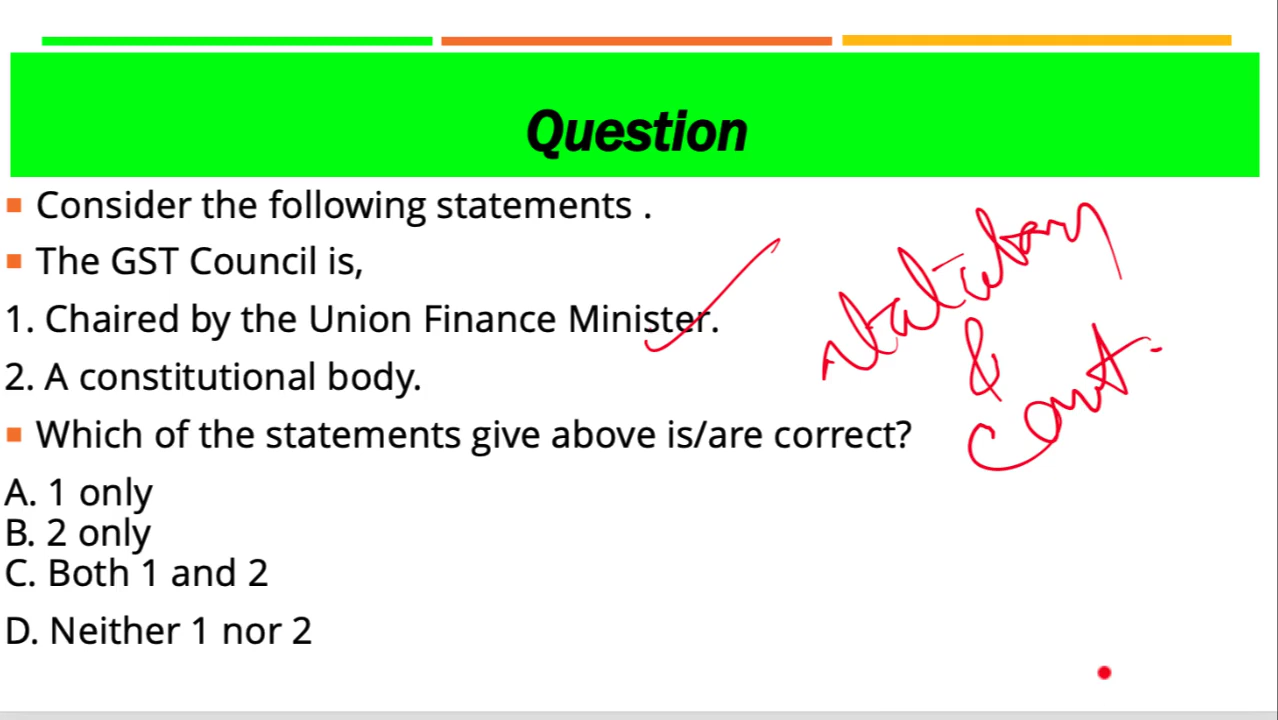 Question
Consider the following statements .
The GST Council is,
1. Chaired by the Union Finance Minister.
2. A constitutional body.
Which of the statements give above is/are correct?
A. 1 only
B. 2 only
C. Both 1 and 2
D. Neither 1 nor 2
Statutory
&
Const.